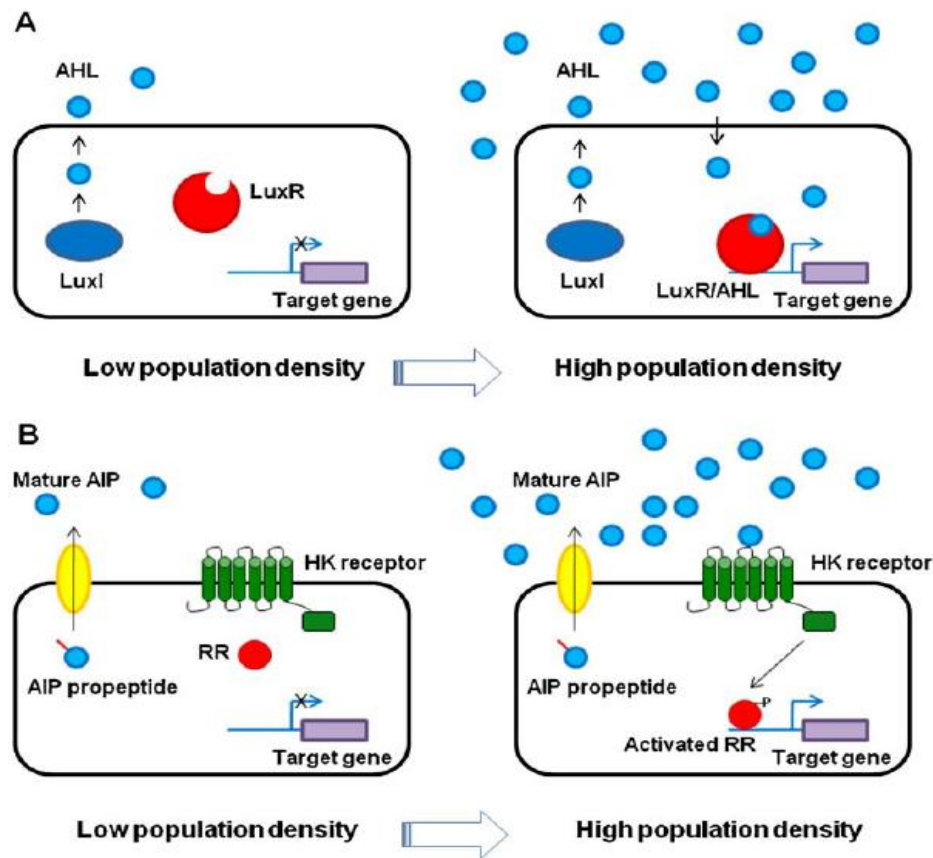 A
AHL
LuxR
LuxI
Target gene
AHL
LuxI
LuxR/AHL
Target gene
Low population density
High population density
B
Mature AIP
HK receptor
RR
AIP propeptide
Target gene
Mature AIP
HK receptor
AIP propeptide
P
Activated RR
Target gene
Low population density
High population density